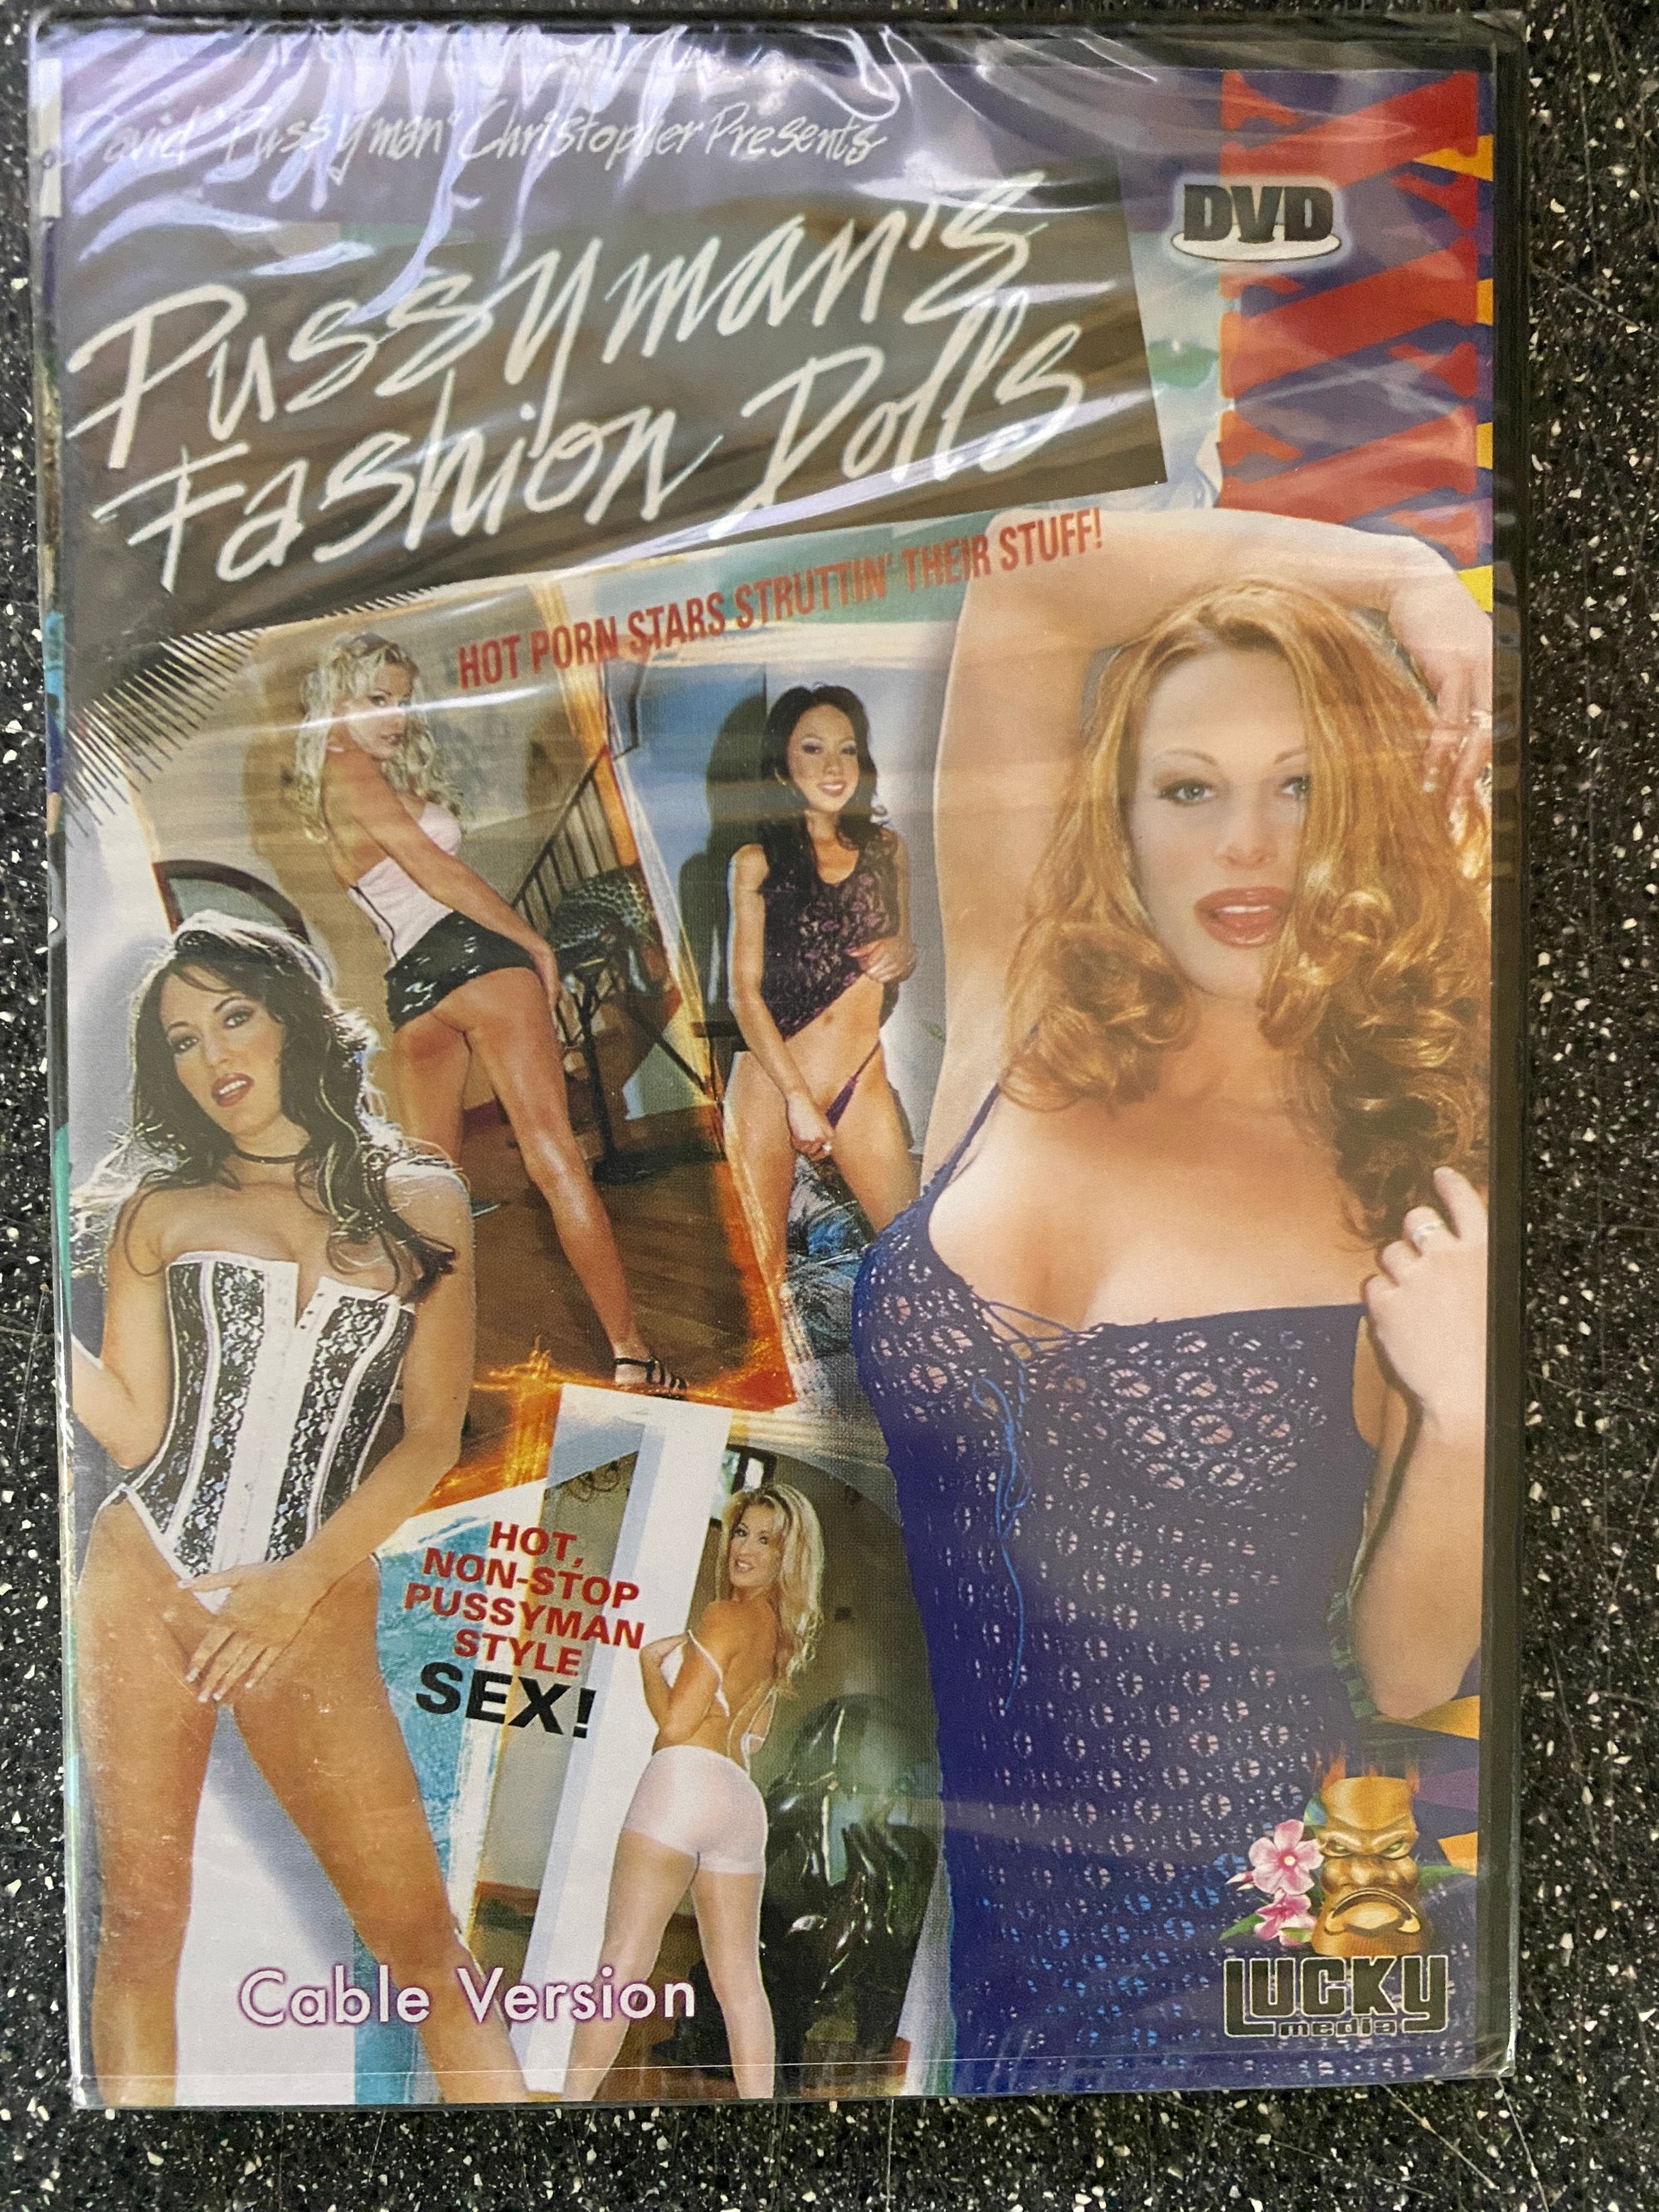 David "Pussyman" Christopher Presents
Pussyman's
Fashion Dolls
DVD
XXX
HOT PORN STARS STRUTTIN' THEIR STUFF!
HOT,
NON-STOP
PUSSYMAN
STYLE
SEX!
Cable Version
LUCKY
media